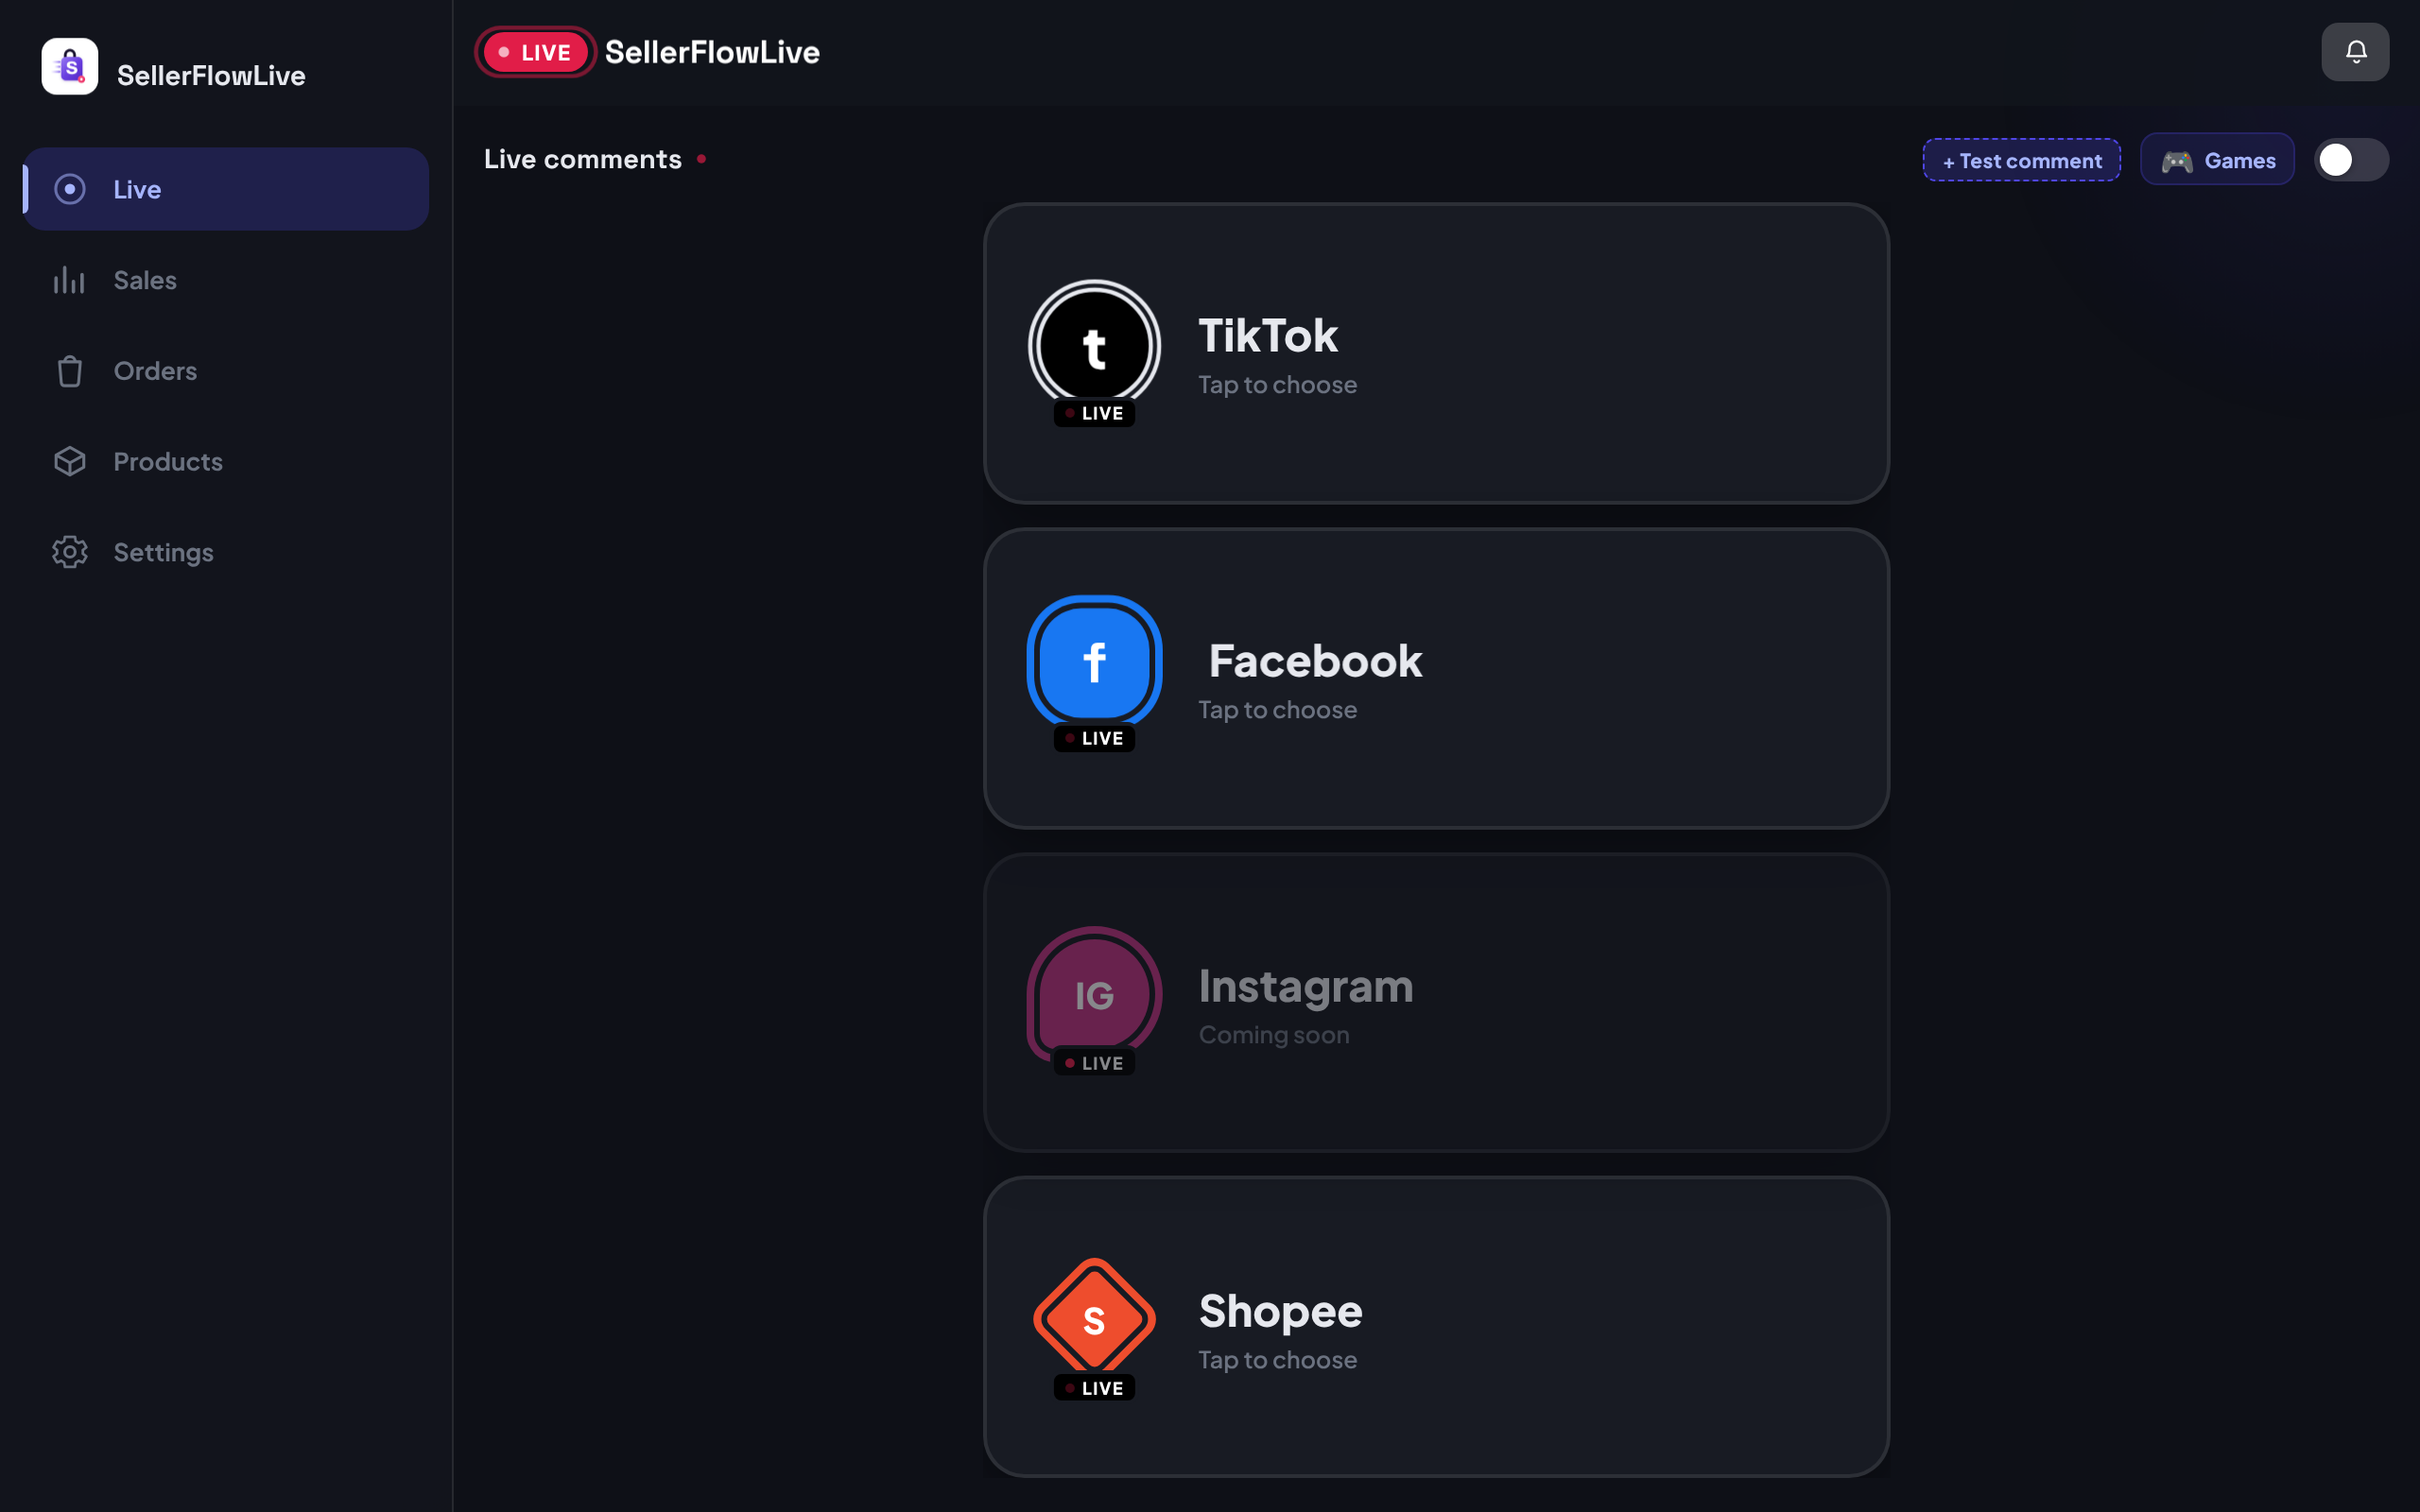 S
SellerFlowLive
Live
Sales
Orders
Products
Settings
LIVE SellerFlowLive
Live comments
+ Test comment
Games
t
LIVE
TikTok
Tap to choose
f
LIVE
Facebook
Tap to choose
IG
LIVE
Instagram
Coming soon
S
LIVE
Shopee
Tap to choose